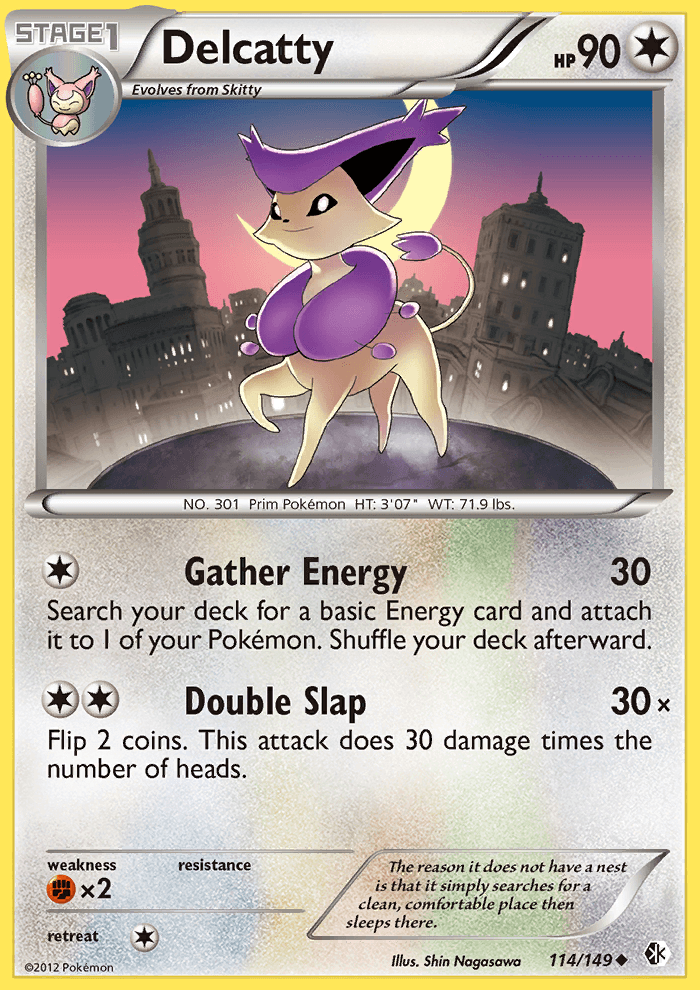 STAGE1
Delcatty
HP90
Evolves from Skitty
NO. 301 Prim Pokémon HT: 3'07" WT: 71.9 lbs.
Gather Energy 30
Search your deck for a basic Energy card and attach
it to 1 of your Pokémon. Shuffle your deck afterward.
Double Slap 30×
Flip 2 coins. This attack does 30 damage times the
number of heads.
weakness resistance
×2
retreat
The reason it does not have a nest
is that it simply searches for a
clean, comfortable place then
sleeps there.
Illus. Shin Nagasawa 114/149
©2012 Pokémon